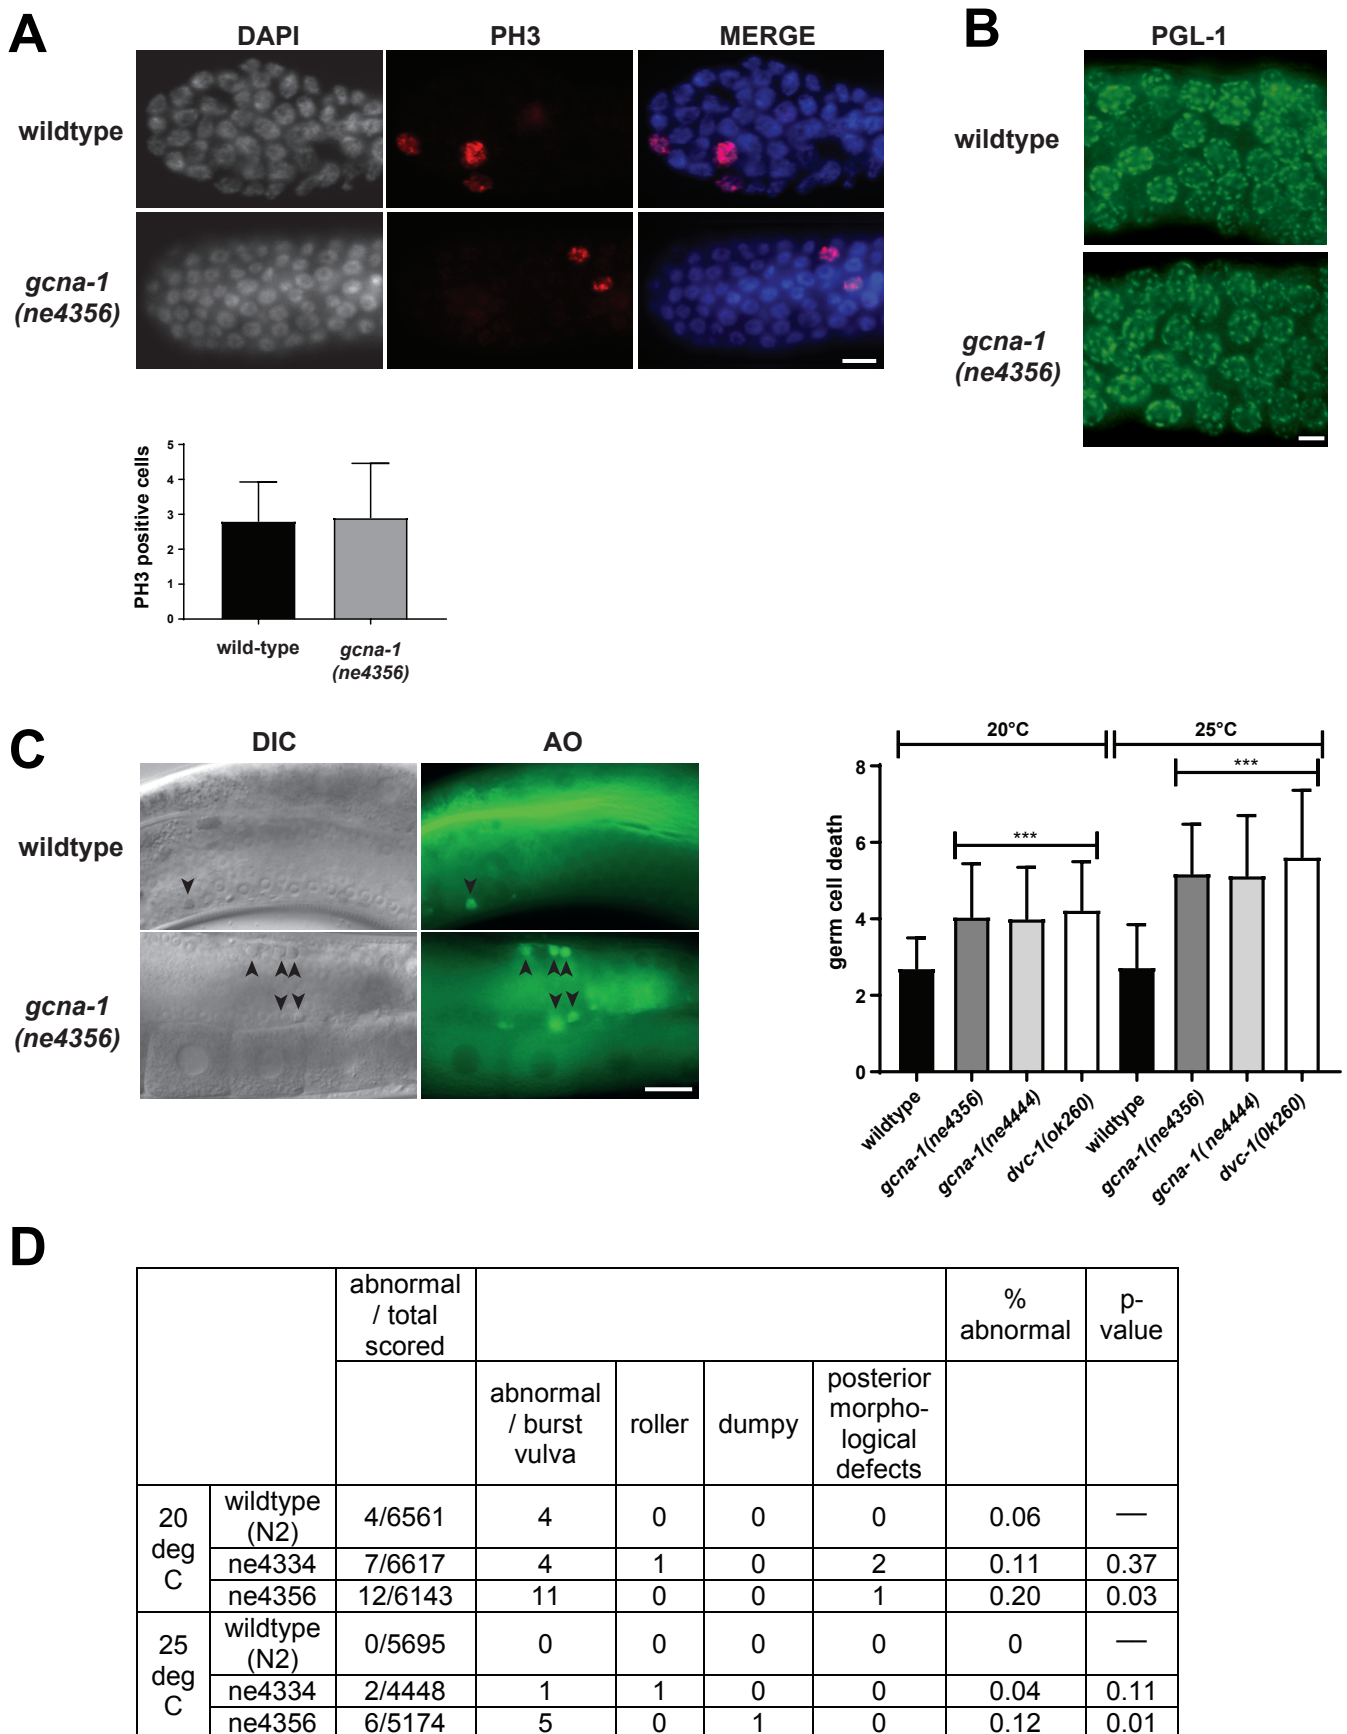 A
DAPI
PH3
MERGE
wildtype
gcna-1
(ne4356)
B
PGL-1
wildtype
gcna-1
(ne4356)
PH3 positive cells
5
4
3
2
1
0
wild-type
gcna-1
(ne4356)
C
DIC
AO
wildtype
gcna-1
(ne4356)
20°C
25°C
***
***
germ cell death
8
6
4
2
0
wildtype
gcna-1(ne4356)
gcna-1(ne4444)
dvc-1(ok260)
wildtype
gcna-1(ne4356)
gcna-1( ne4444)
dvc-1(0k260)
D
abnormal
/ total
scored
%
abnormal
p-
value
abnormal
/ burst
vulva
roller
dumpy
posterior
morpho-
logical
defects
20
deg
C
wildtype
(N2)
4/6561 4 0 0 0 0.06 —
ne4334 7/6617 4 1 0 2 0.11 0.37
ne4356 12/6143 11 0 0 1 0.20 0.03
25
deg
C
wildtype
(N2)
0/5695 0 0 0 0 0 —
ne4334 2/4448 1 1 0 0 0.04 0.11
ne4356 6/5174 5 0 1 0 0.12 0.01